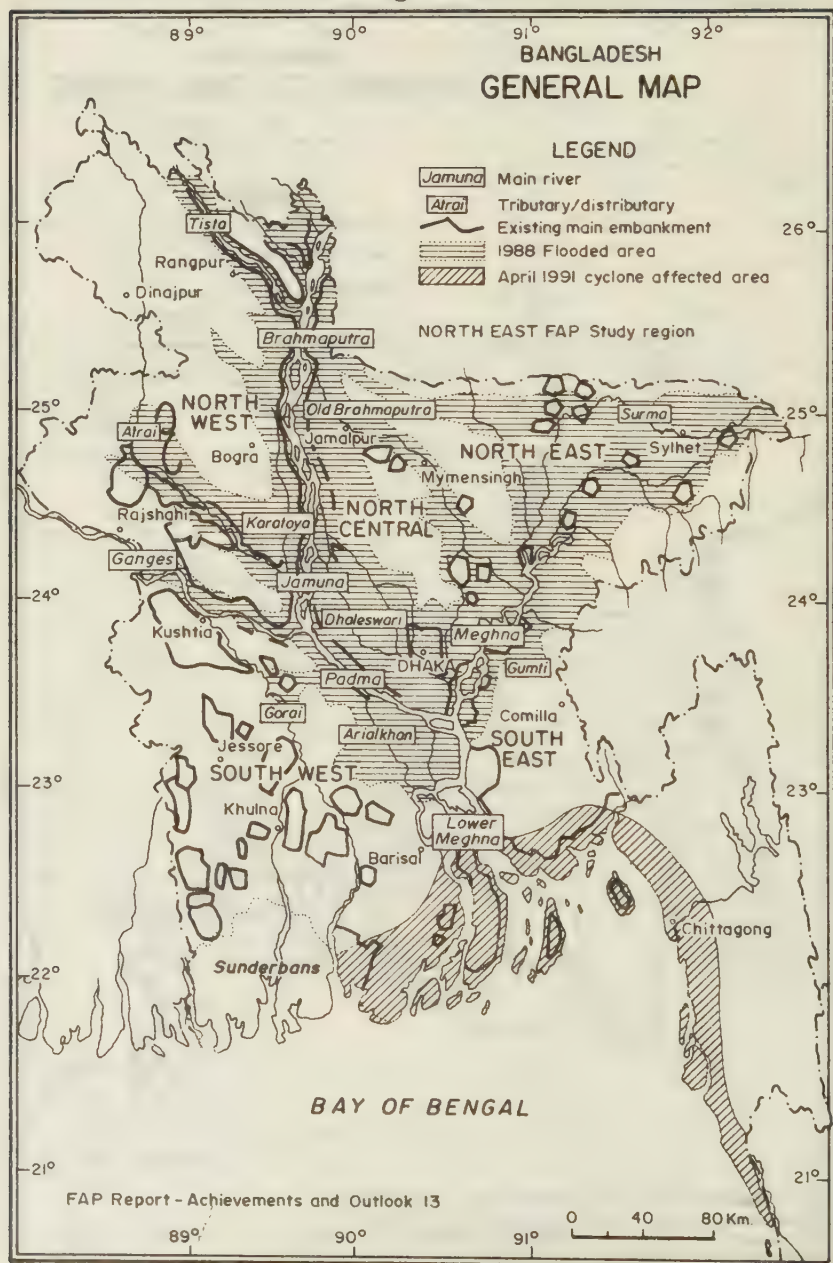 89° 90° 91° 92°
BANGLADESH
GENERAL MAP
LEGEND
Jamuna Main river
Atrai Tributary/distributary
Existing main embankment
1988 Flooded area
April 1991 cyclone affected area
NORTH EAST FAP Study region
26°
Tista
Rangpur
Dinajpur
Brahmaputra
25° 25°
NORTH WEST
Old Brahmaputra
Surma
Jamalpur
Atrai
Bogra
NORTH EAST
Sylhet
Mymensingh
Rajshahi
Karatoya
NORTH CENTRAL
Ganges
Jamuna
24° 24°
Dhaleswari
Meghna
Kushtia
DHAKA
Gumti
Padma
Gorai
Comilla
Arialkhan
SOUTH EAST
Jessore
23° 23°
SOUTH WEST
Khulna
Lower Meghna
Barisal
Chittagong
22° 22°
Sunderbans
BAY OF BENGAL
21° 21°
FAP Report - Achievements and Outlook 13
0 40 80 Km.
89° 90° 91°